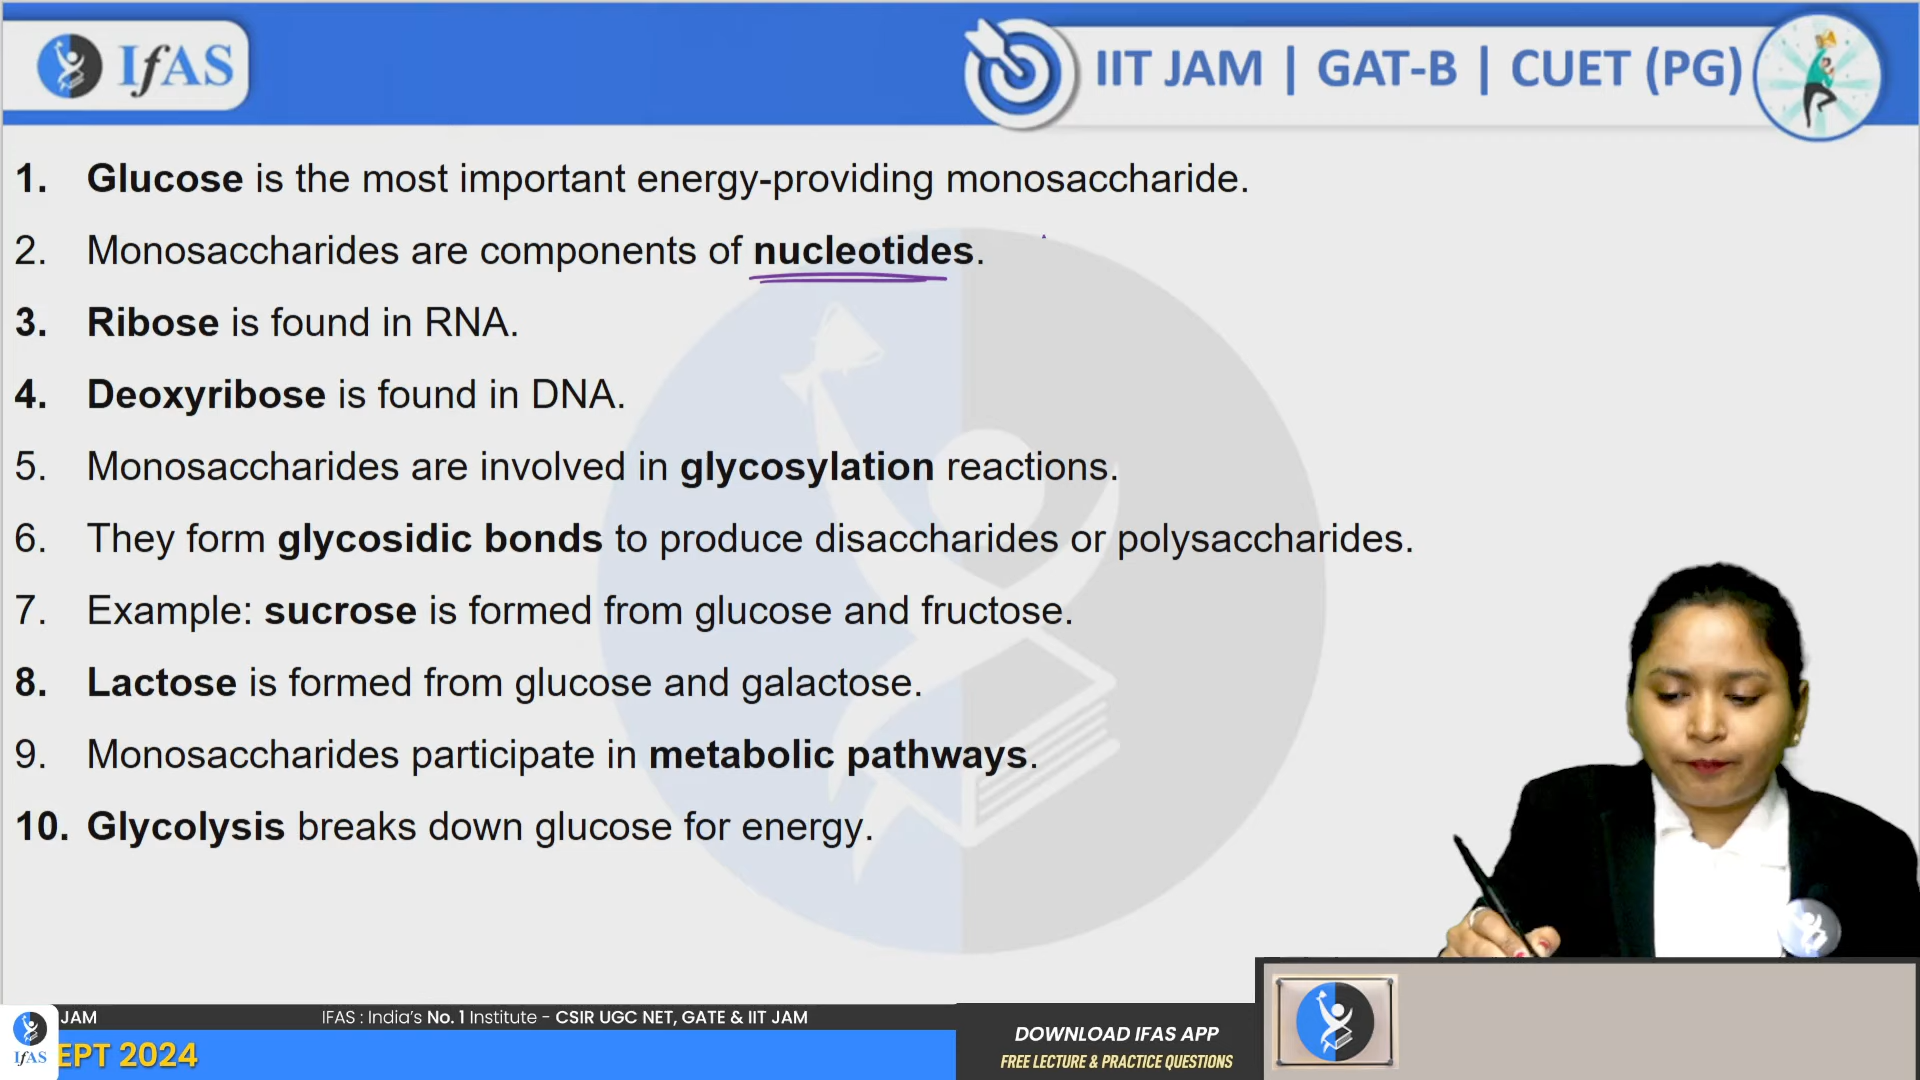 IfAS
IIT JAM | GAT-B | CUET (PG)
1. Glucose is the most important energy-providing monosaccharide.
2. Monosaccharides are components of nucleotides.
3. Ribose is found in RNA.
4. Deoxyribose is found in DNA.
5. Monosaccharides are involved in glycosylation reactions.
6. They form glycosidic bonds to produce disaccharides or polysaccharides.
7. Example: sucrose is formed from glucose and fructose.
8. Lactose is formed from glucose and galactose.
9. Monosaccharides participate in metabolic pathways.
10. Glycolysis breaks down glucose for energy.
JAM
IFAS : India's No. 1 Institute - CSIR UGC NET, GATE & IIT JAM
IfAS
EPT 2024
DOWNLOAD IFAS APP
FREE LECTURE & PRACTICE QUESTIONS